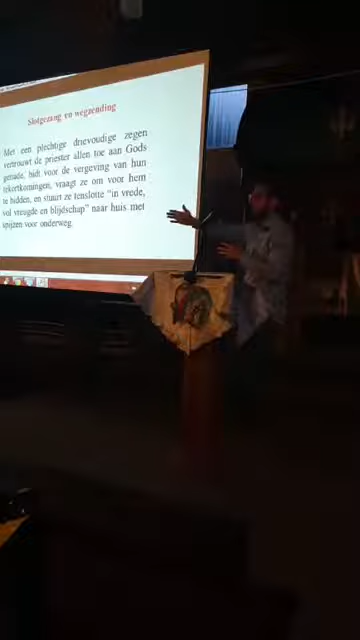 Slotgezang en wegzending
Met een plechtige drievoudige zegen
vertrouwt de priester allen toe aan Gods
genade, bidt voor de vergeving van hun
tekortkomingen, vraagt ze om voor hem
te bidden, en stuurt ze tenslotte "in vrede,
vol vreugde en blijdschap" naar huis met
spijzen voor onderweg.